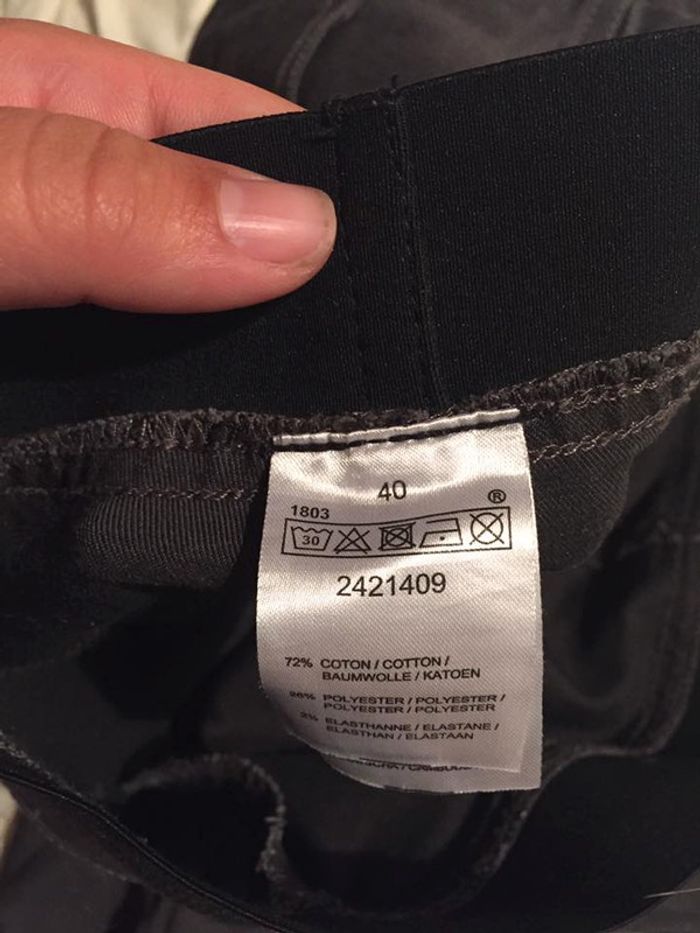 40
1803
®
30
2421409
72% COTON / COTTON /
BAUMWOLLE / KATOEN
26% POLYESTER / POLYESTER /
POLYESTER / POLYESTER
2% ELASTHANNE / ELASTANE /
ELASTHAN / ELASTAAN